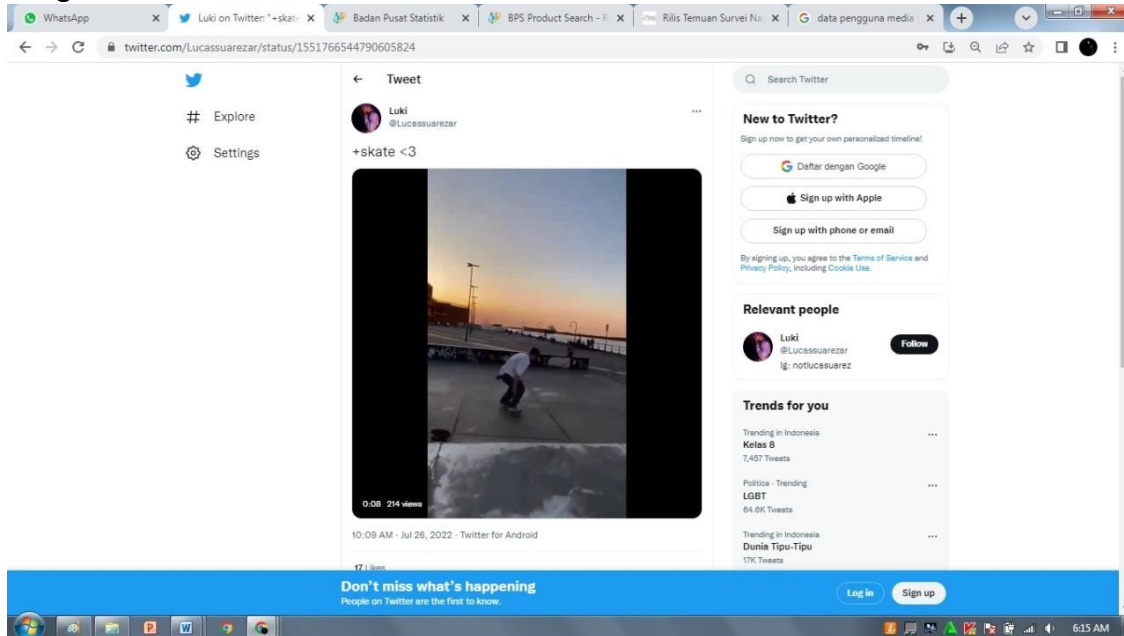 WhatsApp
Luki on Twitter: "+skat
Badan Pusat Statistik
BPS Product Search - R
Rilis Temuan Survei Na
data pengguna media
twitter.com/Lucassuarezar/status/1551766544790605824
Explore
Settings
Tweet
Luki
@Lucassuarezar
+skate <3
0:08 214 views
10:09 AM · Jul 26, 2022 · Twitter for Android
17 Likes
Search Twitter
New to Twitter?
Sign up now to get your own personalized timeline!
Daftar dengan Google
Sign up with Apple
Sign up with phone or email
By signing up, you agree to the Terms of Service and
Privacy Policy, including Cookie Use.
Relevant people
Luki
@Lucassuarezar
Follow
Ig: notlucasuarez
Trends for you
Trending in Indonesia
Kelas 8
7,457 Tweets
Politics · Trending
LGBT
64.6K Tweets
Trending in Indonesia
Dunia Tipu-Tipu
17K Tweets
Don't miss what's happening
People on Twitter are the first to know.
Log in
Sign up
6:15 AM